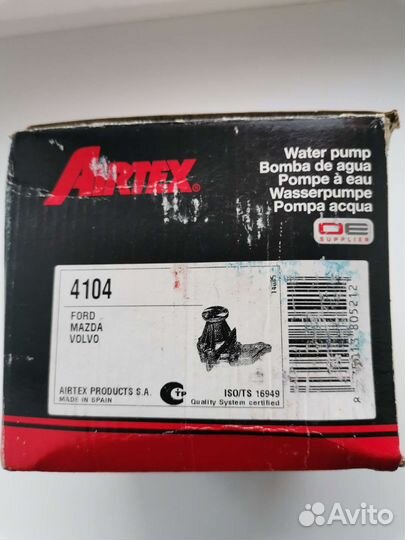 AIRTEX®
Water pump
Bomba de agua
Pompe à eau
Wasserpumpe
Pompa acqua
OE
SUPPLIER
4104
FORD
MAZDA
VOLVO
AIRTEX PRODUCTS S.A.
MADE IN SPAIN
ISO/TS 16949
Quality System certified
Avito